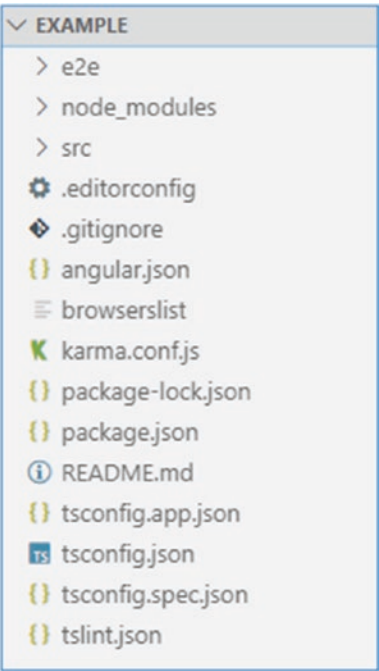 EXAMPLE
e2e
node_modules
src
.editorconfig
.gitignore
angular.json
browserslist
karma.conf.js
package-lock.json
package.json
README.md
tsconfig.app.json
tsconfig.json
tsconfig.spec.json
tslint.json